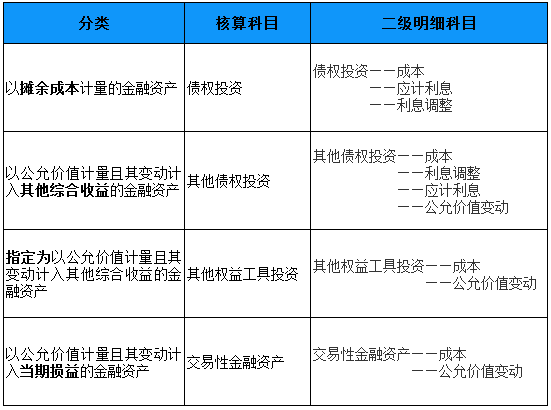 分类
核算科目
二级明细科目
以摊余成本计量的金融资产
债权投资
债权投资——成本
——应计利息
——利息调整
以公允价值计量且其变动计
入其他综合收益的金融资产
其他债权投资
其他债权投资——成本
——利息调整
——应计利息
——公允价值变动
指定为以公允价值计量且其
变动计入其他综合收益的金
融资产
其他权益工具投资
其他权益工具投资——成本
——公允价值变动
以公允价值计量且其变动计
入当期损益的金融资产
交易性金融资产
交易性金融资产——成本
——公允价值变动